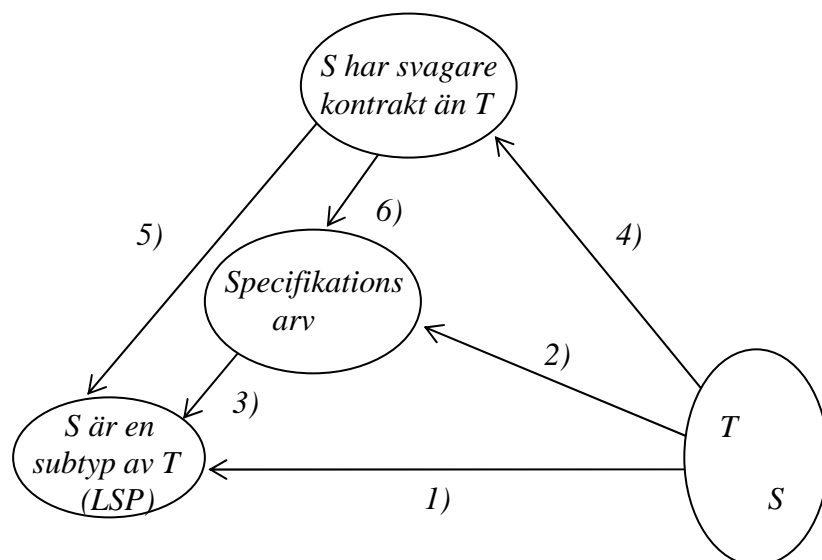 S har svagare
kontrakt än T
5)
6)
4)
Specifikations
arv
2)
3)
T
S är en
subtyp av T
(LSP)
1)
S